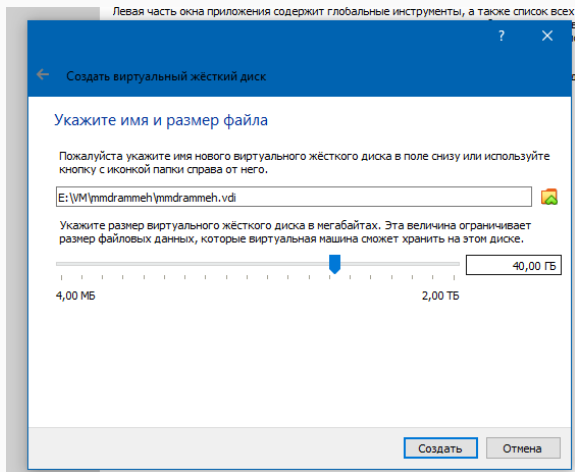 Левая часть окна приложения содержит глобальные инструменты, а также список всех
?
Создать виртуальный жёсткий диск
Укажите имя и размер файла
Пожалуйста укажите имя нового виртуального жёсткого диска в поле снизу или используйте
кнопку с иконкой папки справа от него.
E:\VM\mmdrammeh\mmdrammeh.vdi
Укажите размер виртуального жёсткого диска в мегабайтах. Эта величина ограничивает
размер файловых данных, которые виртуальная машина сможет хранить на этом диске.
40,00 ГБ
4,00 МБ 2,00 ТБ
Создать Отмена